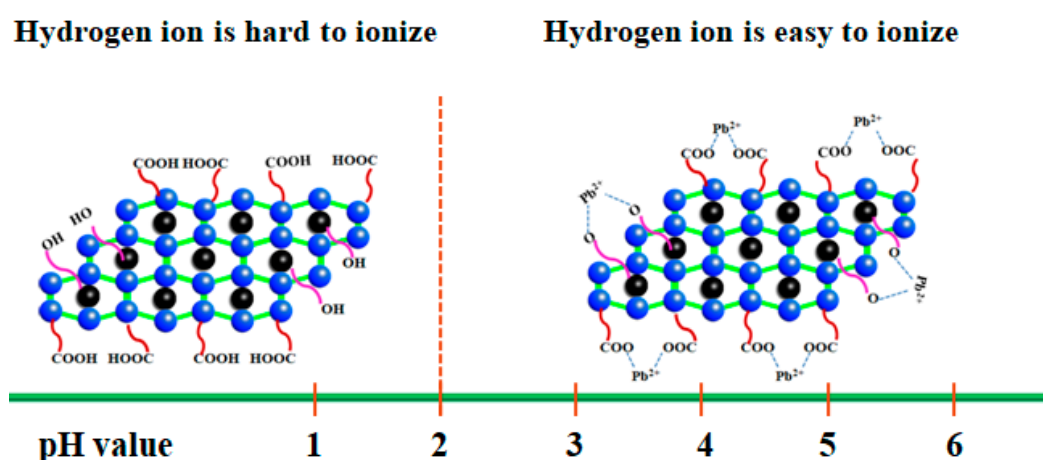 Hydrogen ion is hard to ionize
Hydrogen ion is easy to ionize
COOH HOOC COOH HOOC
HO
OH
OH
OH
COOH HOOC COOH HOOC
Pb²⁺ Pb²⁺
COO OOC COO OOC
Pb²⁺
O
O
O
O
Pb²⁺
COO OOC COO OOC
Pb²⁺ Pb²⁺
pH value 1 2 3 4 5 6